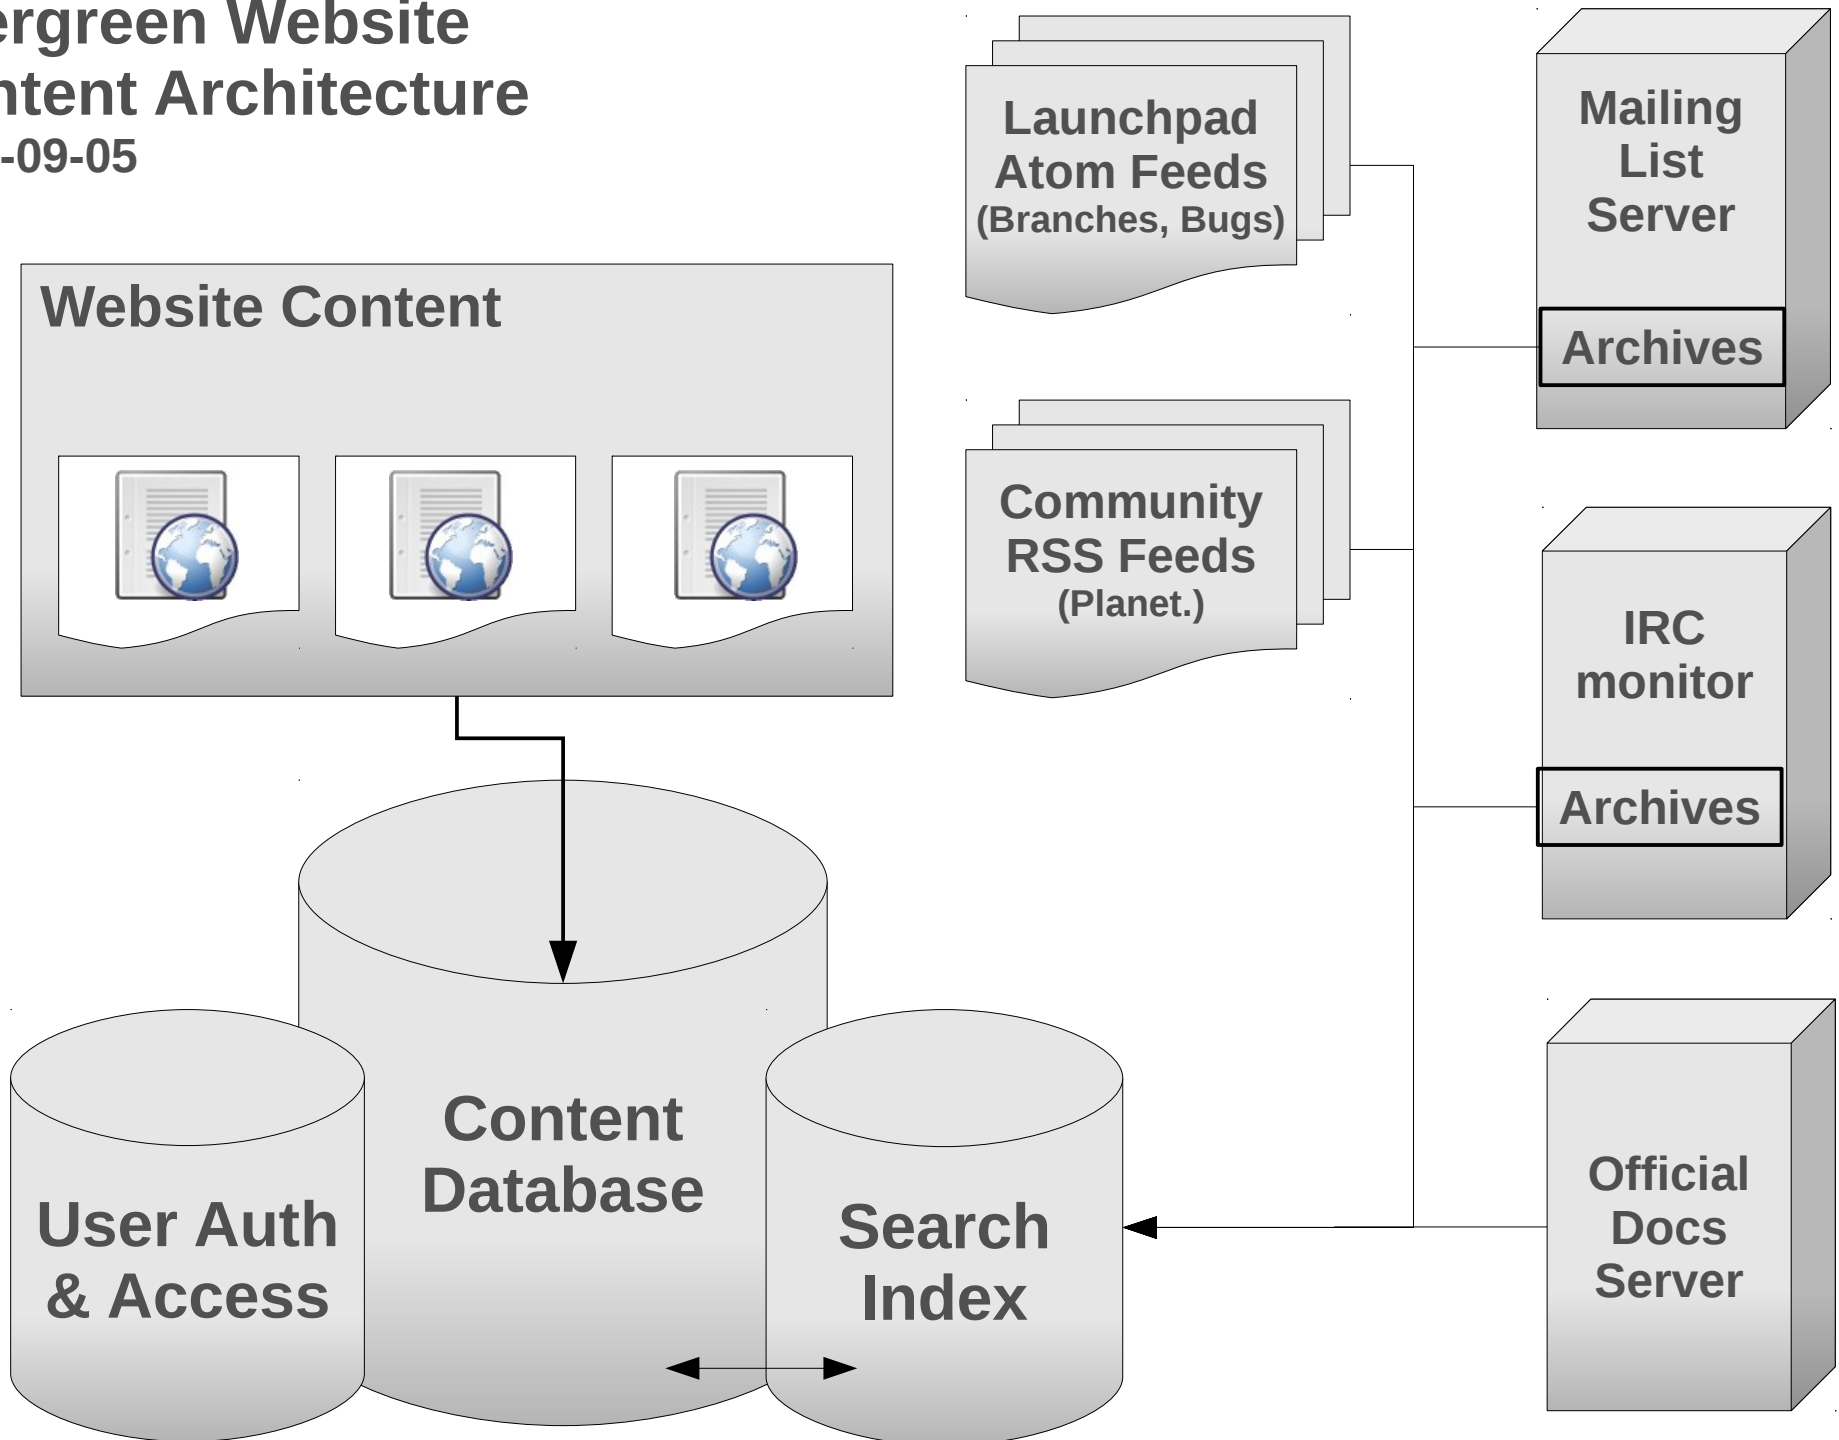 ergreen Website
ntent Architecture
-09-05
Launchpad
Atom Feeds
(Branches, Bugs)
Mailing
List
Server
Archives
Website Content
Community
RSS Feeds
(Planet.)
IRC
monitor
Archives
Content
Database
User Auth
& Access
Search
Index
Official
Docs
Server